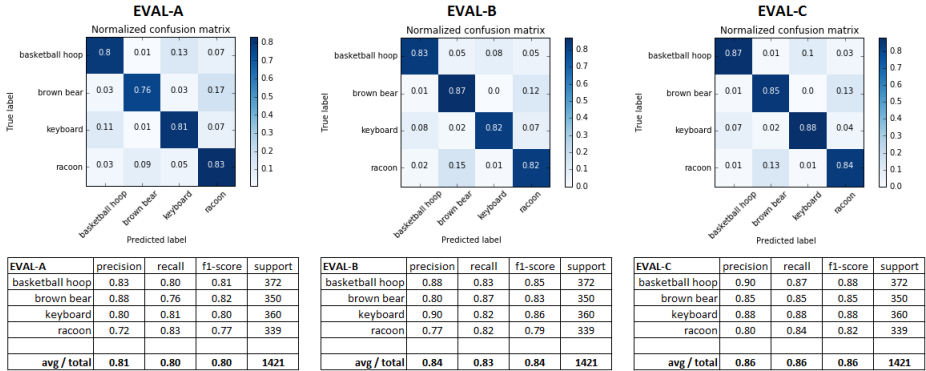 EVAL-A
Normalized confusion matrix
True label
basketball hoop 0.8 0.01 0.13 0.07
brown bear 0.03 0.76 0.03 0.17
keyboard 0.11 0.01 0.81 0.07
racoon 0.03 0.09 0.05 0.83
basketball hoop brown bear keyboard racoon
Predicted label
0.8
0.7
0.6
0.5
0.4
0.3
0.2
0.1
EVAL-B
Normalized confusion matrix
True label
basketball hoop 0.83 0.05 0.08 0.05
brown bear 0.01 0.87 0.0 0.12
keyboard 0.08 0.02 0.82 0.07
racoon 0.02 0.15 0.01 0.82
basketball hoop brown bear keyboard racoon
Predicted label
0.8
0.7
0.6
0.5
0.4
0.3
0.2
0.1
0.0
EVAL-C
Normalized confusion matrix
True label
basketball hoop 0.87 0.01 0.1 0.03
brown bear 0.01 0.85 0.0 0.13
keyboard 0.07 0.02 0.88 0.04
racoon 0.01 0.13 0.01 0.84
basketball hoop brown bear keyboard racoon
Predicted label
0.8
0.7
0.6
0.5
0.4
0.3
0.2
0.1
0.0
EVAL-A precision recall f1-score support
basketball hoop 0.83 0.80 0.81 372
brown bear 0.88 0.76 0.82 350
keyboard 0.80 0.81 0.80 360
racoon 0.72 0.83 0.77 339
avg / total 0.81 0.80 0.80 1421
EVAL-B precision recall f1-score support
basketball hoop 0.88 0.83 0.85 372
brown bear 0.80 0.87 0.83 350
keyboard 0.90 0.82 0.86 360
racoon 0.77 0.82 0.79 339
avg / total 0.84 0.83 0.84 1421
EVAL-C precision recall f1-score support
basketball hoop 0.90 0.87 0.88 372
brown bear 0.85 0.85 0.85 350
keyboard 0.88 0.88 0.88 360
racoon 0.80 0.84 0.82 339
avg / total 0.86 0.86 0.86 1421